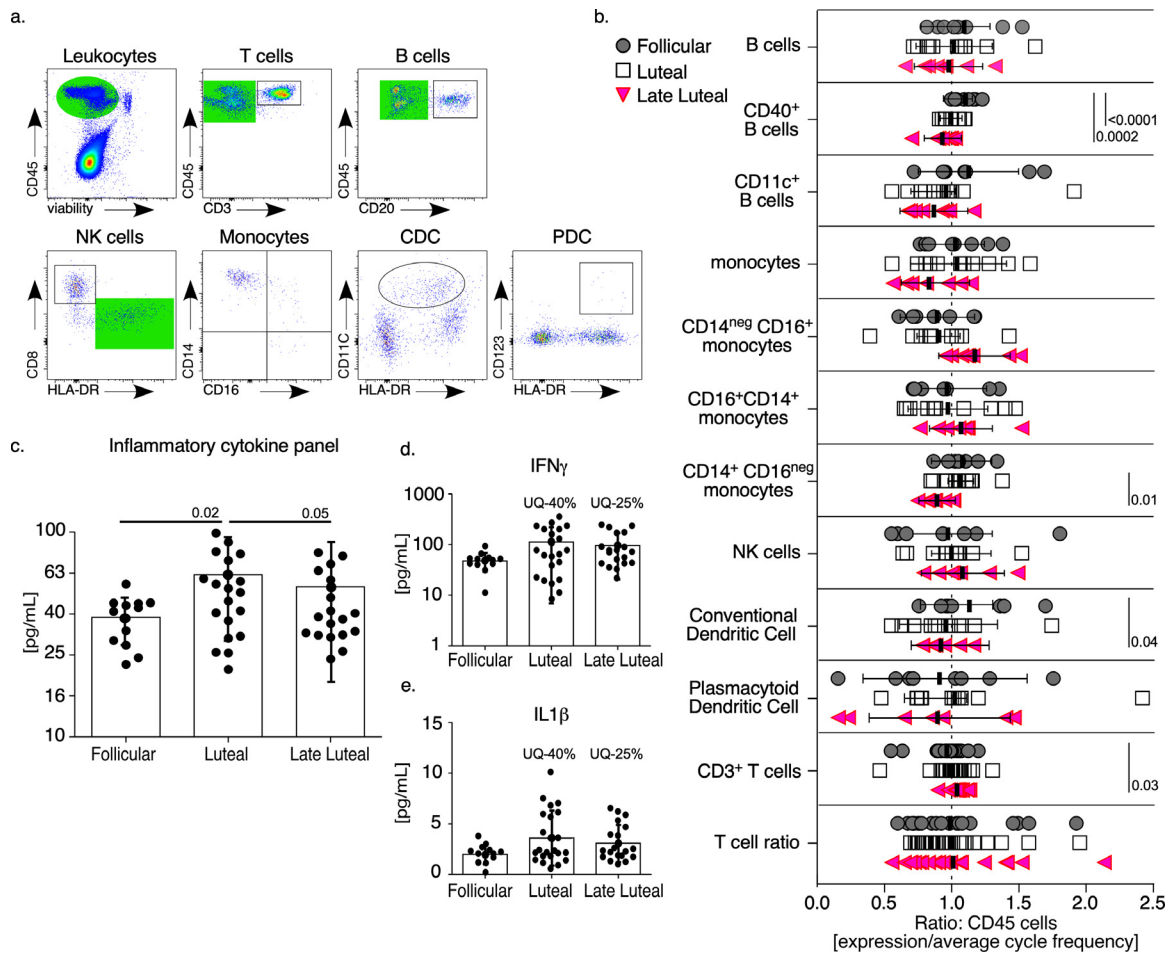 a.
Leukocytes
T cells
B cells
CD45
viability
CD45
CD3
CD45
CD20
NK cells
Monocytes
CDC
PDC
CD8
HLA-DR
CD14
CD16
CD11C
HLA-DR
CD123
HLA-DR
b.
Follicular
Luteal
Late Luteal
B cells
CD40+
B cells
<0.0001
0.0002
CD11c+
B cells
monocytes
CD14neg CD16+
monocytes
CD16+CD14+
monocytes
CD14+ CD16neg
monocytes
0.01
NK cells
Conventional
Dendritic Cell
0.04
Plasmacytoid
Dendritic Cell
CD3+ T cells
0.03
T cell ratio
0.0 0.5 1.0 1.5 2.0 2.5
Ratio: CD45 cells
[expression/average cycle frequency]
c.
Inflammatory cytokine panel
0.02
0.05
[pg/mL]
100
63
40
25
16
10
Follicular Luteal Late Luteal
d.
IFNγ
UQ-40% UQ-25%
[pg/mL]
1000
100
10
1
Follicular Luteal Late Luteal
e.
IL1β
UQ-40% UQ-25%
[pg/mL]
15
10
5
0
Follicular Luteal Late Luteal